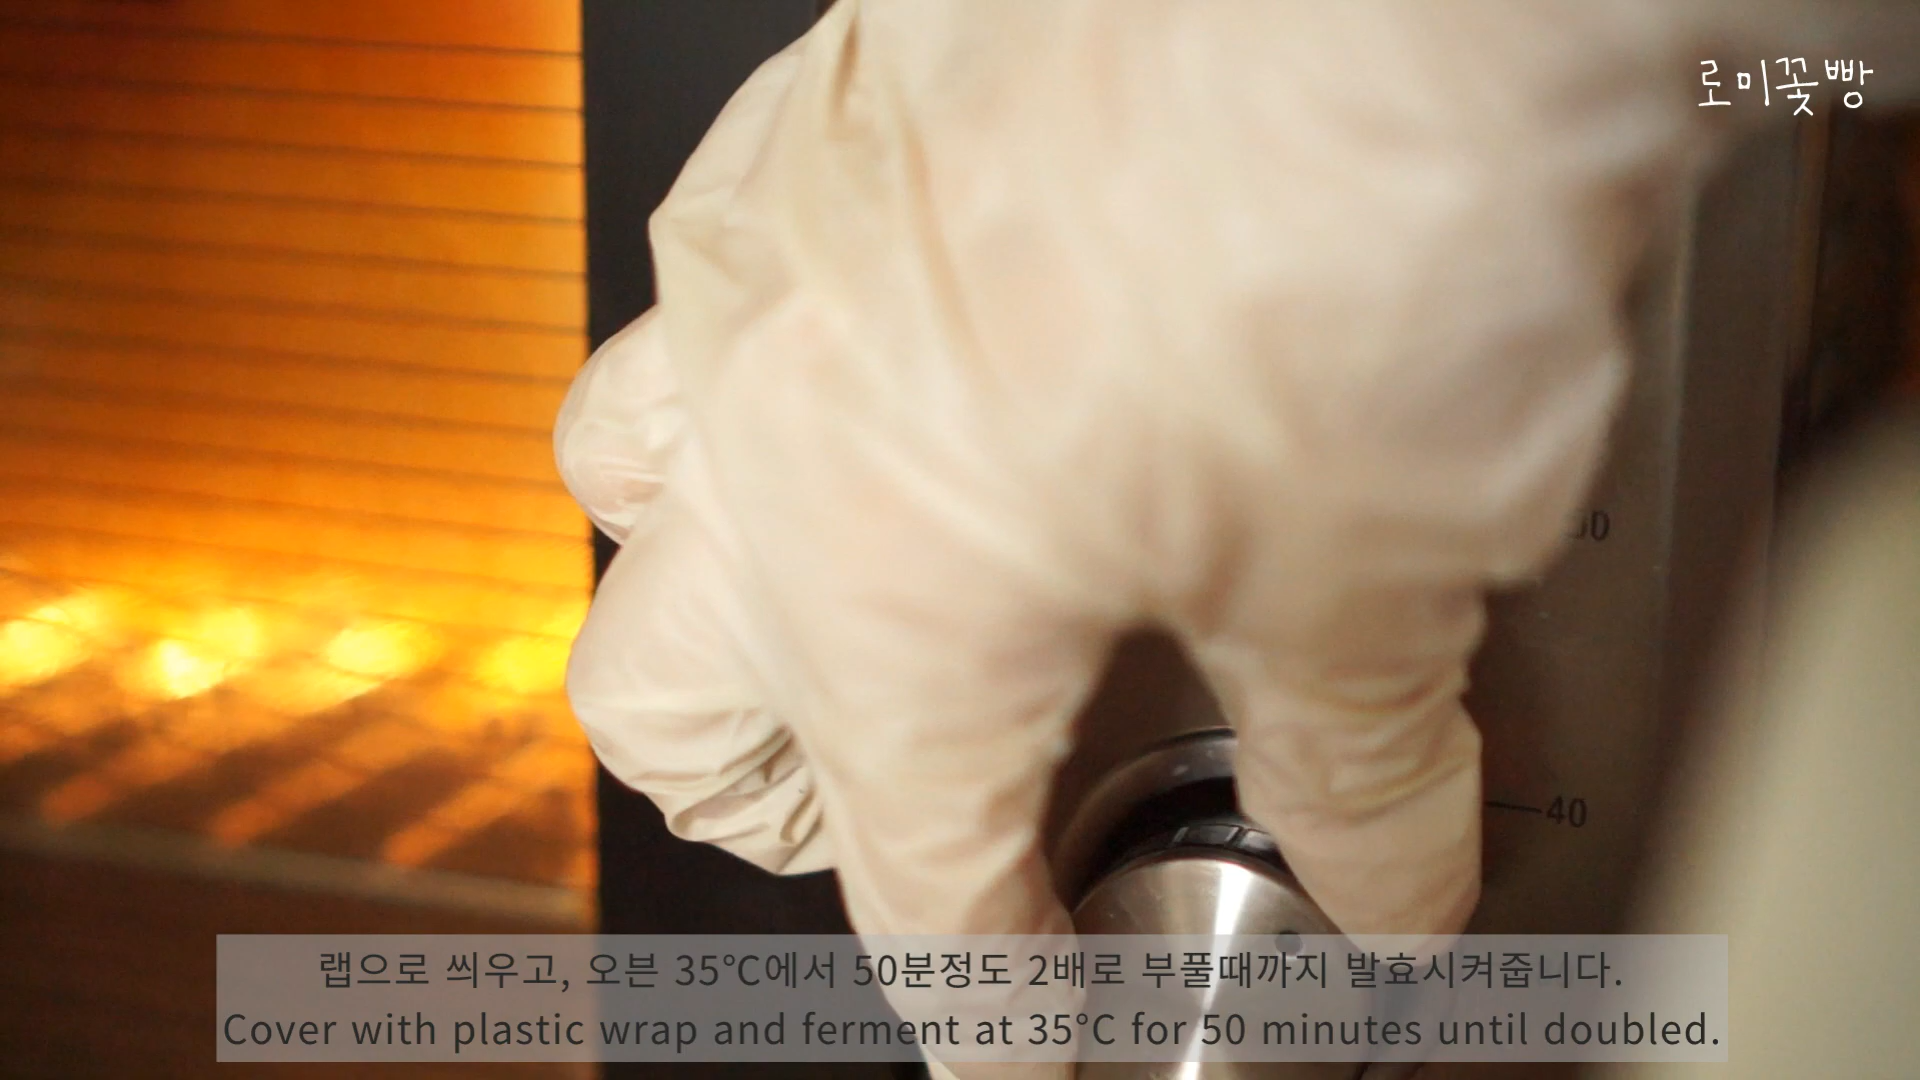 로미꽃빵
40
랩으로 씌우고, 오븐 35℃에서 50분정도 2배로 부풀때까지 발효시켜줍니다.
Cover with plastic wrap and ferment at 35℃ for 50 minutes until doubled.